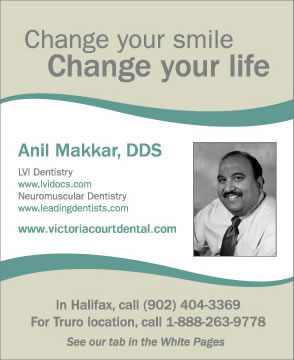 Change your smile
Change your life
Anil Makkar, DDS
LVI Dentistry
www.lvidocs.com
Neuromuscular Dentistry
www.leadingdentists.com
www.victoriacourtdental.com
In Halifax, call (902) 404-3369
For Truro location, call 1-888-263-9778
See our tab in the White Pages